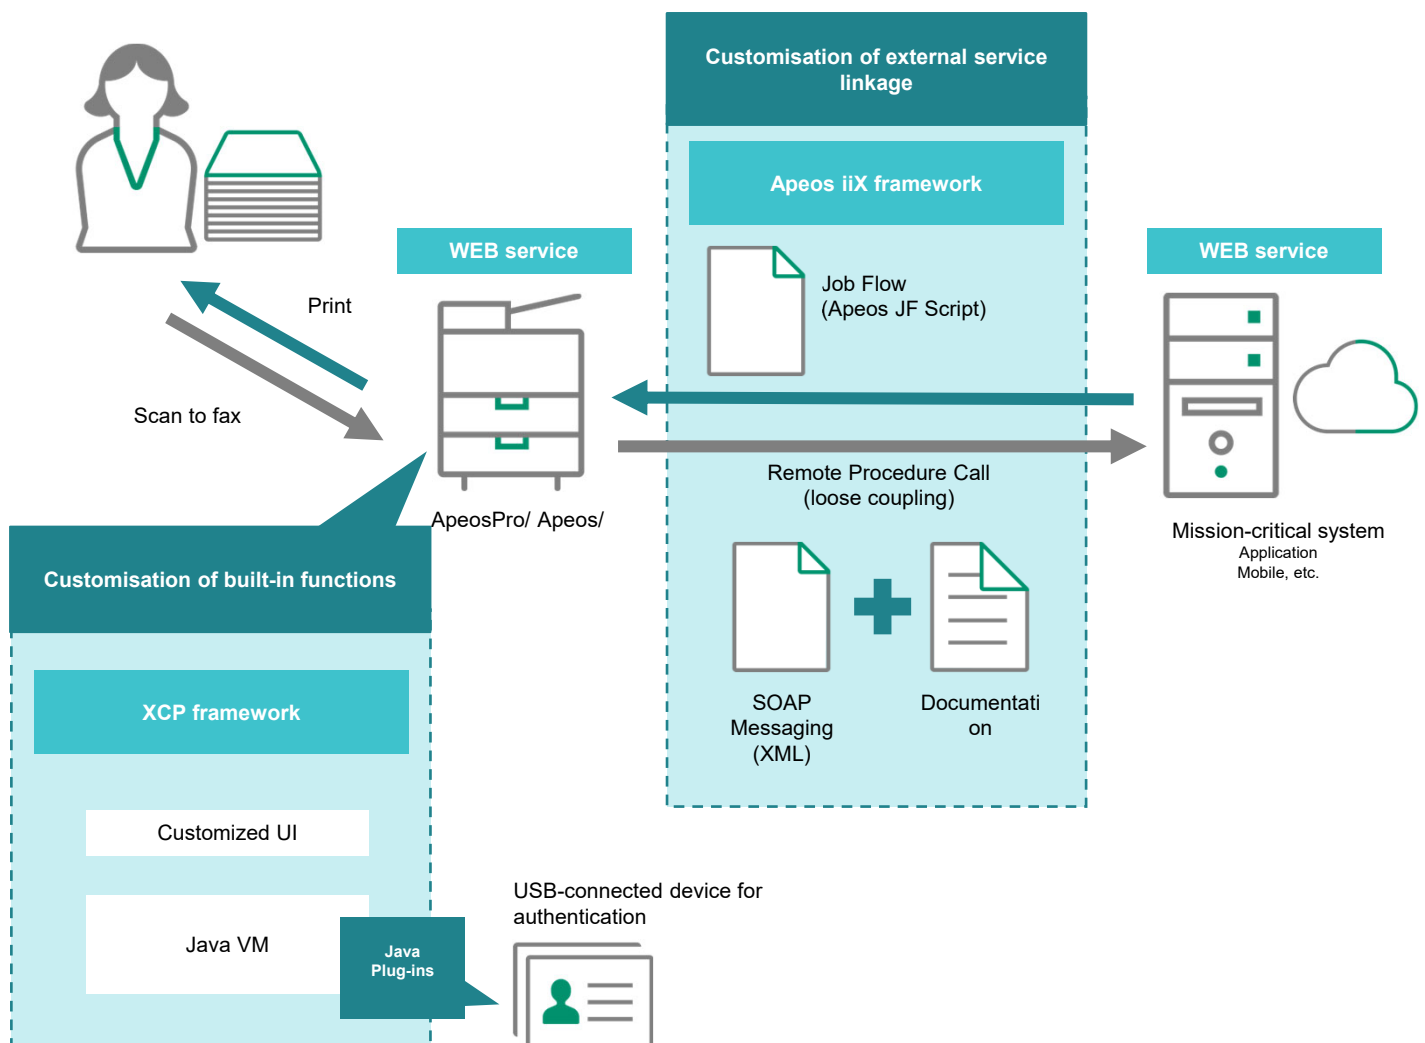 Customisation of external service
linkage
Apeos iiX framework
WEB service
WEB service
Job Flow
(Apeos JF Script)
Print
Scan to fax
Remote Procedure Call
(loose coupling)
ApeosPro/ Apeos/
Mission-critical system
Application
Mobile, etc.
Customisation of built-in functions
XCP framework
SOAP
Messaging
(XML)
Documentati
on
Customized UI
USB-connected device for
authentication
Java VM
Java
Plug-ins